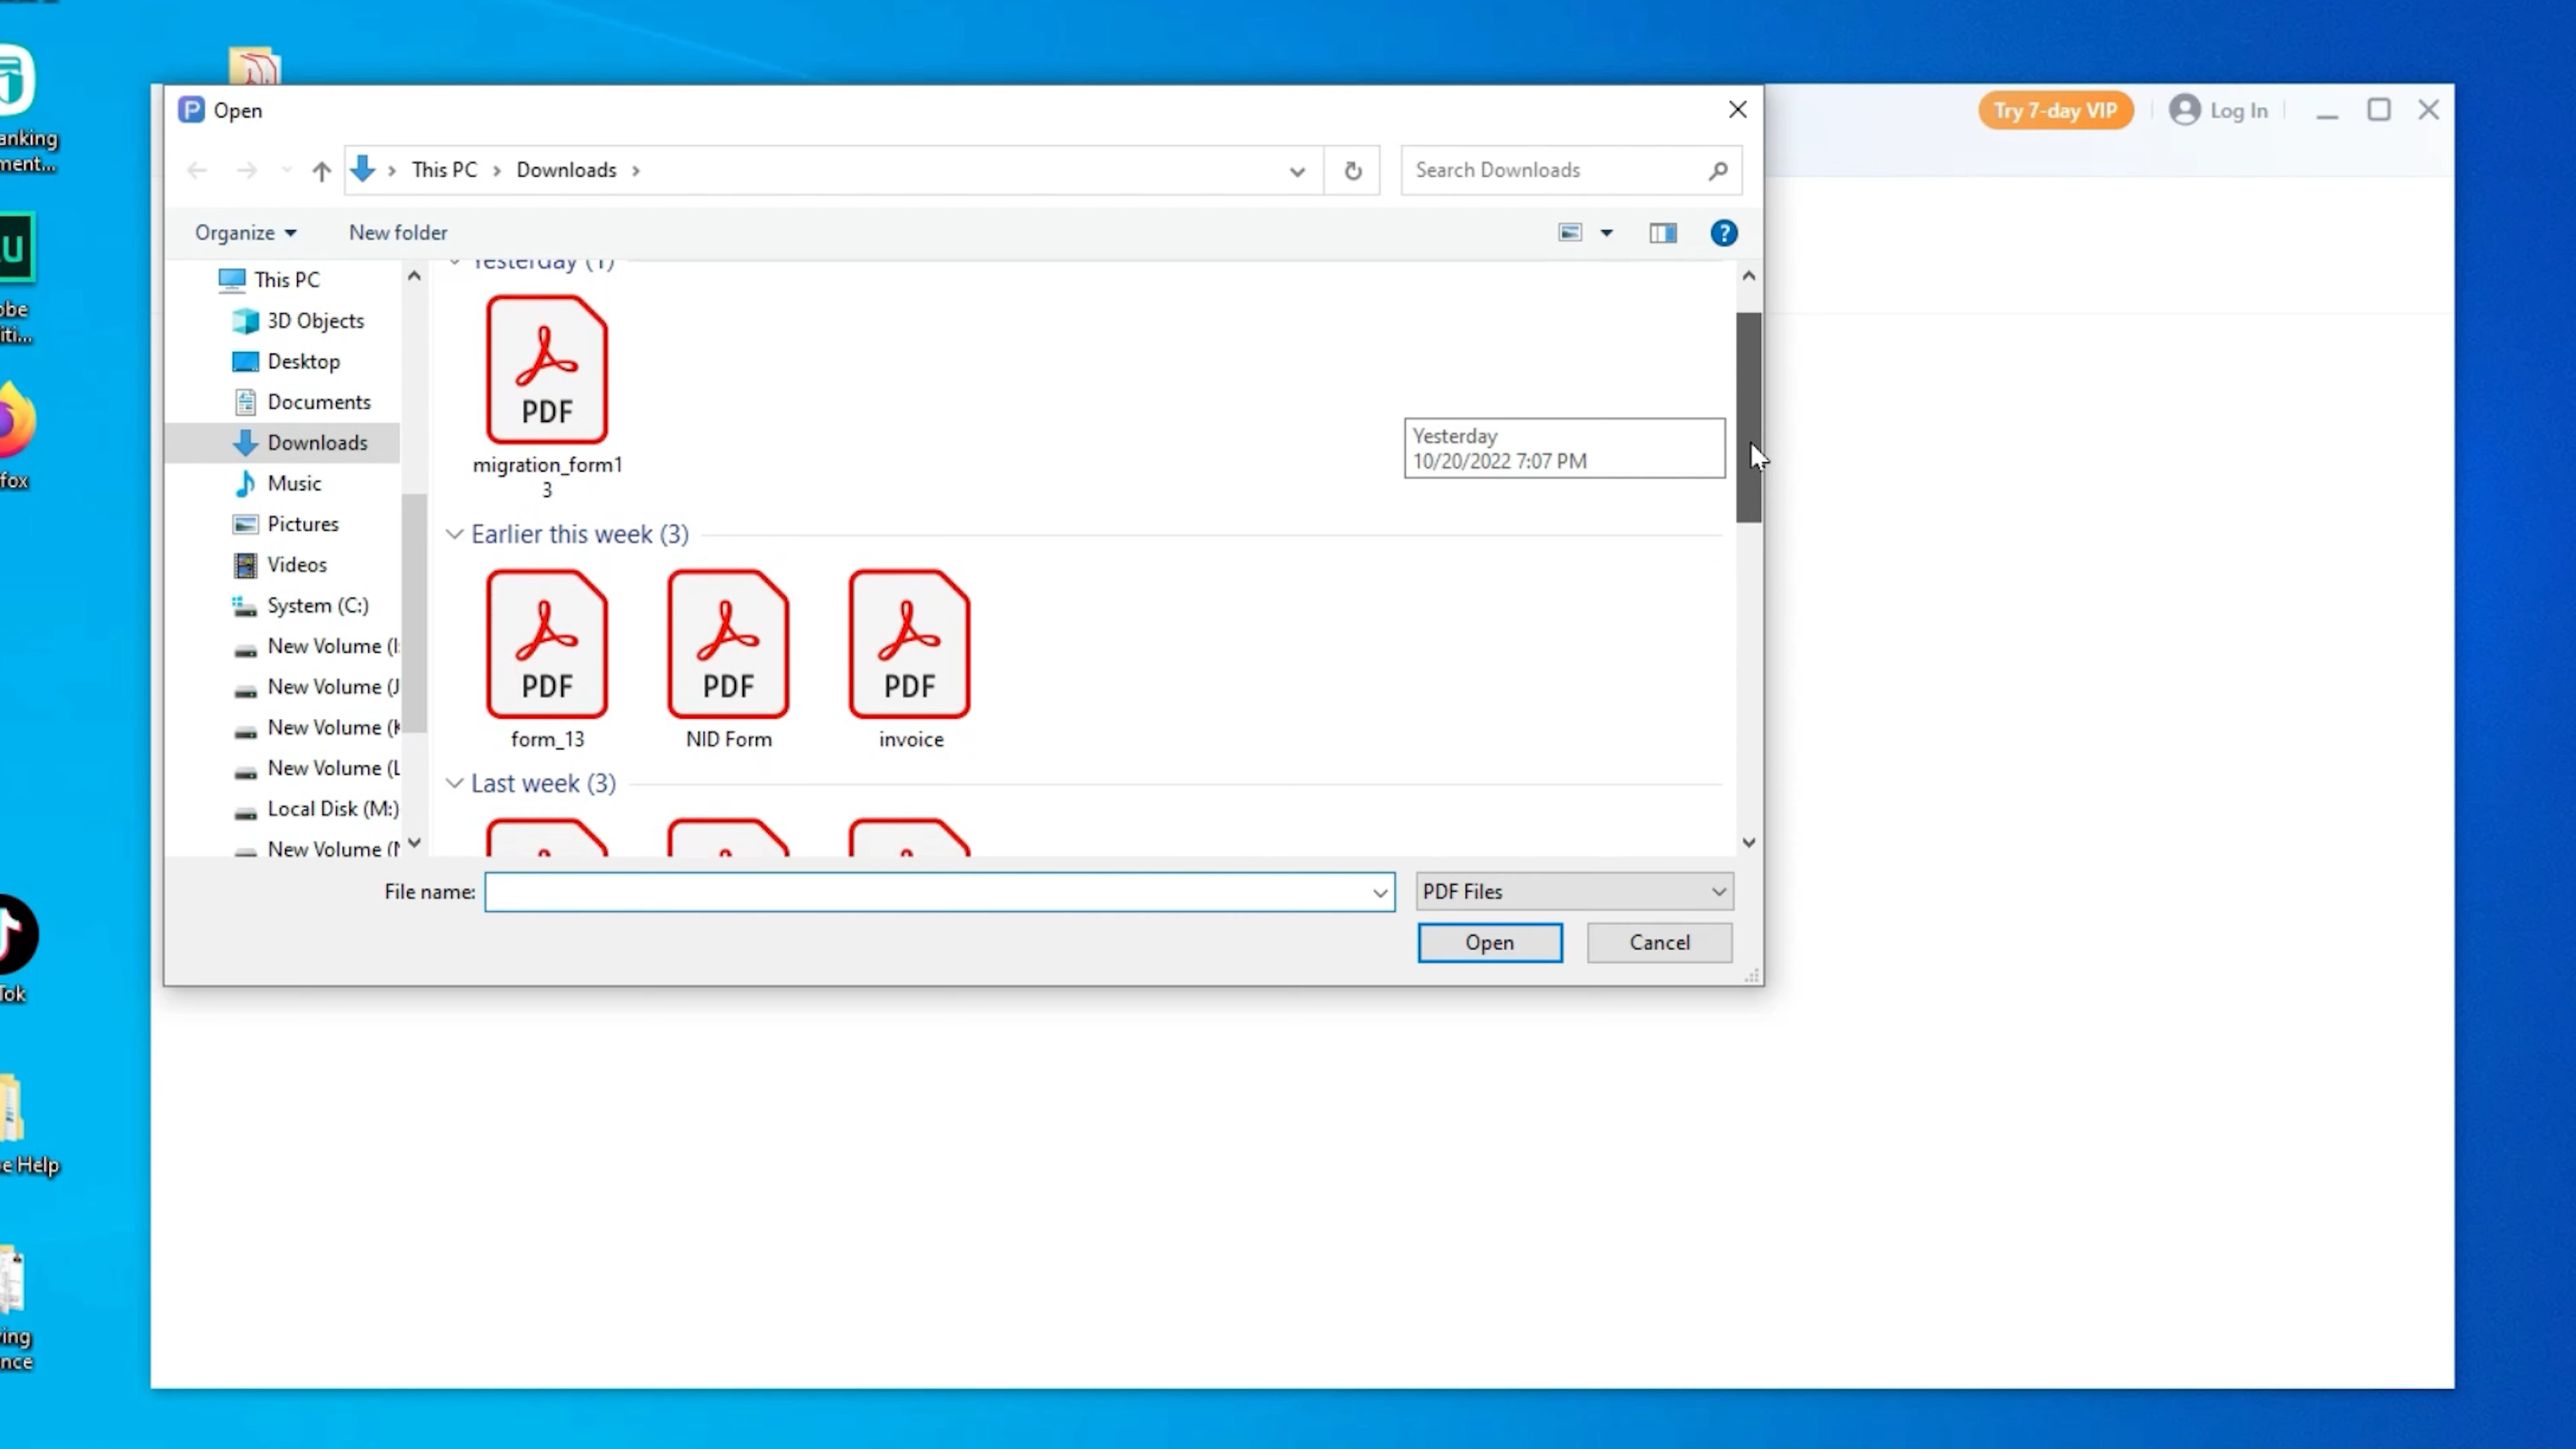 anking
ment...
obe
iti...
fox
Tok
e Help
ving
nce
Open
Try 7-day VIP
Log In
This PC
Downloads
Search Downloads
Organize
New folder
This PC
3D Objects
Desktop
Documents
Downloads
Music
Pictures
Videos
System (C:)
New Volume (I:
New Volume (J
New Volume (K
New Volume (L
Local Disk (M:)
New Volume (N
Yesterday (1)
PDF
migration_form1
3
Yesterday
10/20/2022 7:07 PM
Earlier this week (3)
PDF
PDF
PDF
form_13
NID Form
invoice
Last week (3)
File name:
PDF Files
Open
Cancel